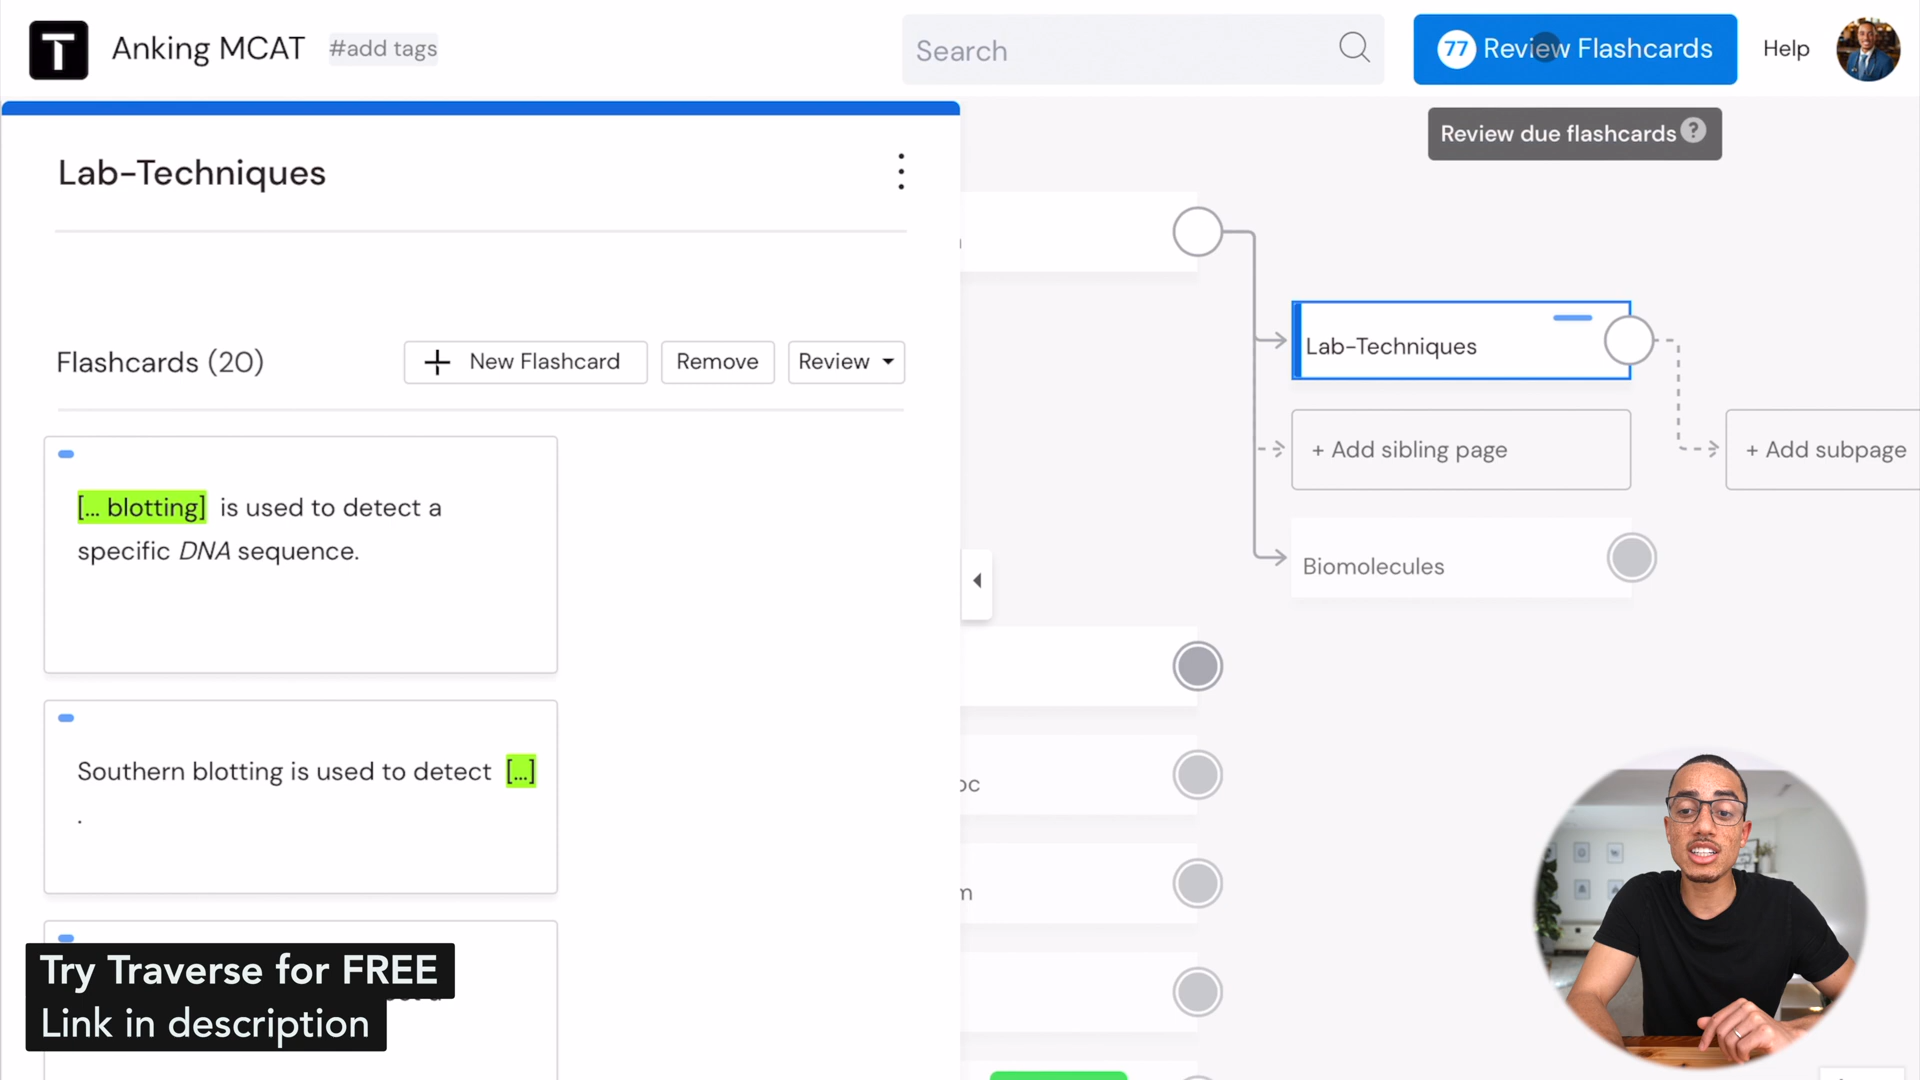 T
Anking MCAT
#add tags
Search
77 Review Flashcards
Help
Review due flashcards ?
Lab-Techniques
Flashcards (20)
+ New Flashcard
Remove
Review
[... blotting] is used to detect a
specific DNA sequence.
Southern blotting is used to detect [...]
.
Lab-Techniques
+ Add sibling page
+ Add subpage
Biomolecules
oc
m
Try Traverse for FREE
Link in description